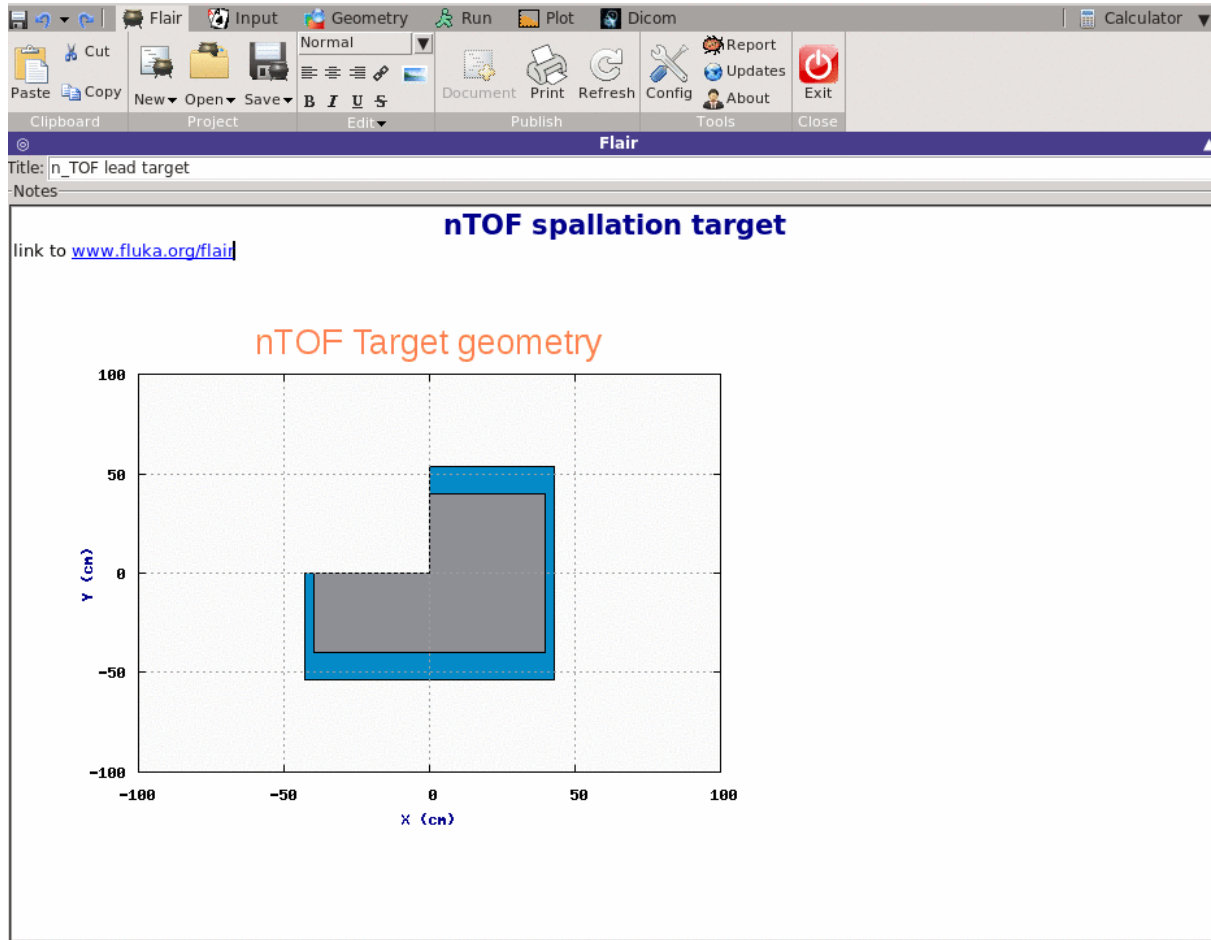 Flair Input Geometry Run Plot Dicom Calculator
Normal
Cut
Copy
Paste
New Open Save
B I U S
Document Print Refresh
Config
Report
Updates
About
Exit
Clipboard Project Edit Publish Tools Close
Flair
Title: n_TOF lead target
Notes
nTOF spallation target
link to www.fluka.org/flair
nTOF Target geometry
100
50
0
-50
-100
Y (cm)
-100 -50 0 50 100
X (cm)